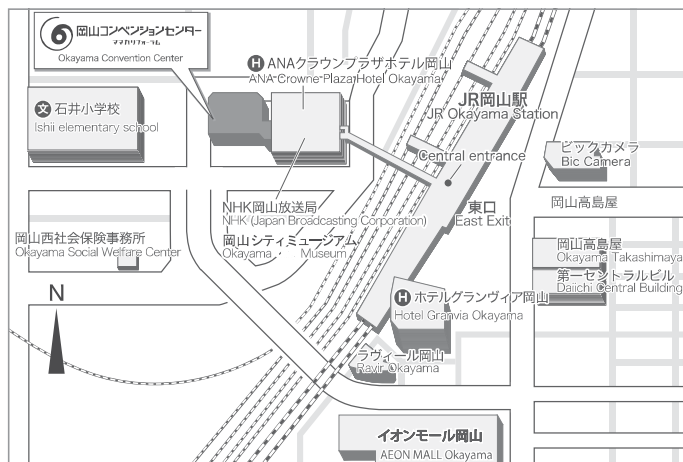 岡山コンベンションセンター
ママカリフォーラム
Okayama Convention Center
H ANAクラウンプラザホテル岡山
ANA Crowne Plaza Hotel Okayama
文 石井小学校
Ishii elementary school
JR岡山駅
JR Okayama Station
Central entrance
ビックカメラ
Bic Camera
NHK岡山放送局
NHK (Japan Broadcasting Corporation)
岡山シティミュージアム
Okayama Museum
東口
East Exit
岡山高島屋
岡山西社会保険事務所
Okayama Social Welfare Center
岡山高島屋
Okayama Takashimaya
第一セントラルビル
Daiichi Central Building
N
H ホテルグランヴィア岡山
Hotel Granvia Okayama
ラヴィール岡山
Ravir Okayama
イオンモール岡山
AEON MALL Okayama